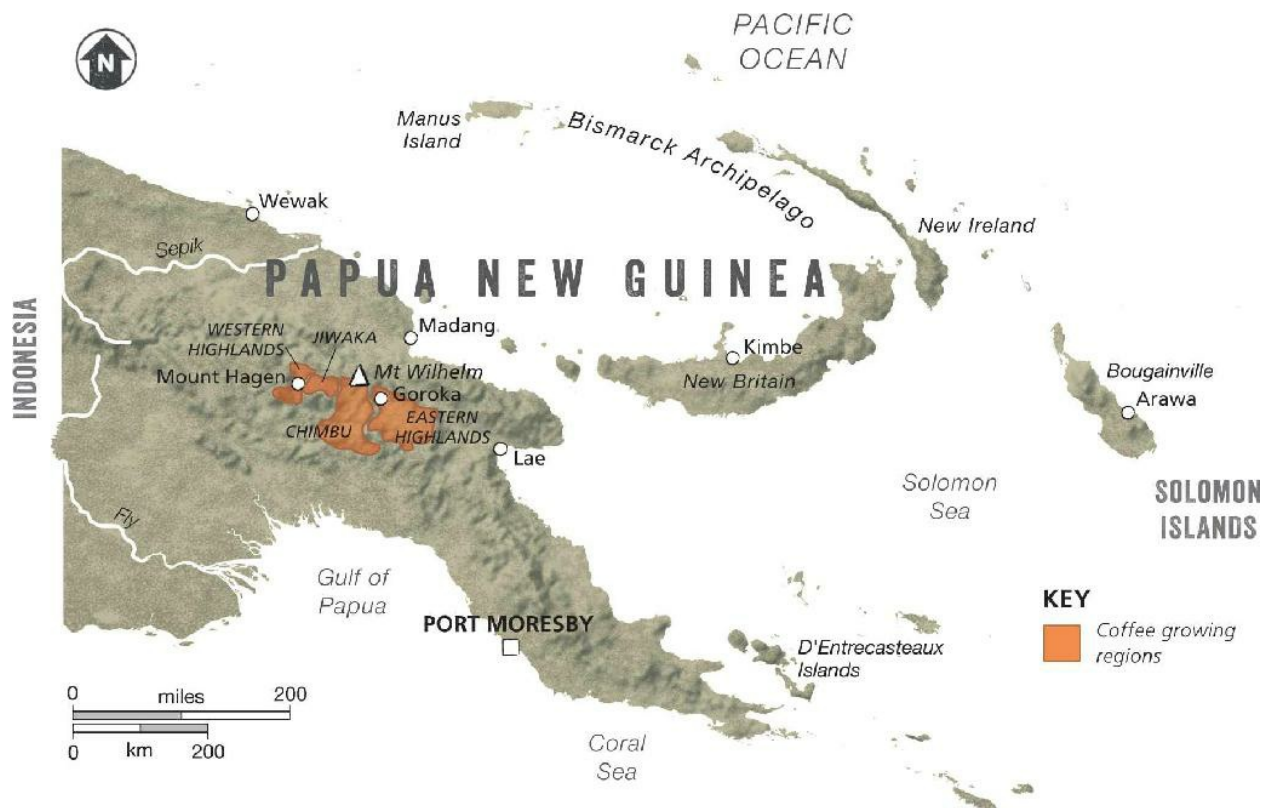 N
PACIFIC
OCEAN
Manus
Island
Bismarck Archipelago
Wewak
New Ireland
Sepik
PAPUA NEW GUINEA
INDONESIA
WESTERN
HIGHLANDS
JIWAKA
Madang
Mount Hagen
Mt Wilhelm
Goroka
Kimbe
New Britain
Bougainville
Arawa
CHIMBU
EASTERN
HIGHLANDS
Lae
Solomon
Sea
SOLOMON
ISLANDS
Fly
Gulf of
Papua
PORT MORESBY
D'Entrecasteaux
Islands
KEY
Coffee growing
regions
0 miles 200
0 km 200
Coral
Sea